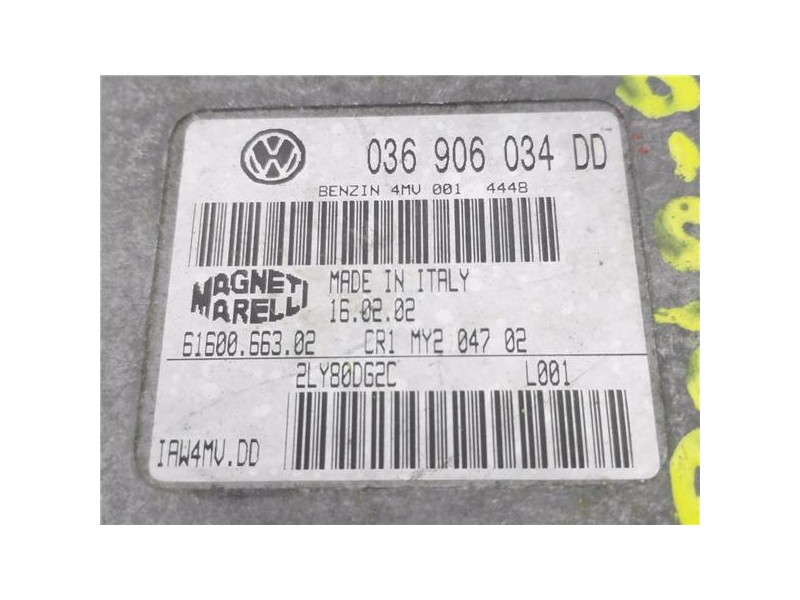 036 906 034 DD
BENZIN 4MV 001 4448
MAGNETI MARELLI
MADE IN ITALY
16.02.02
61600.663.02 CR1 MY2 047 02
2LY80DG2C L001
IAW4MV.DD